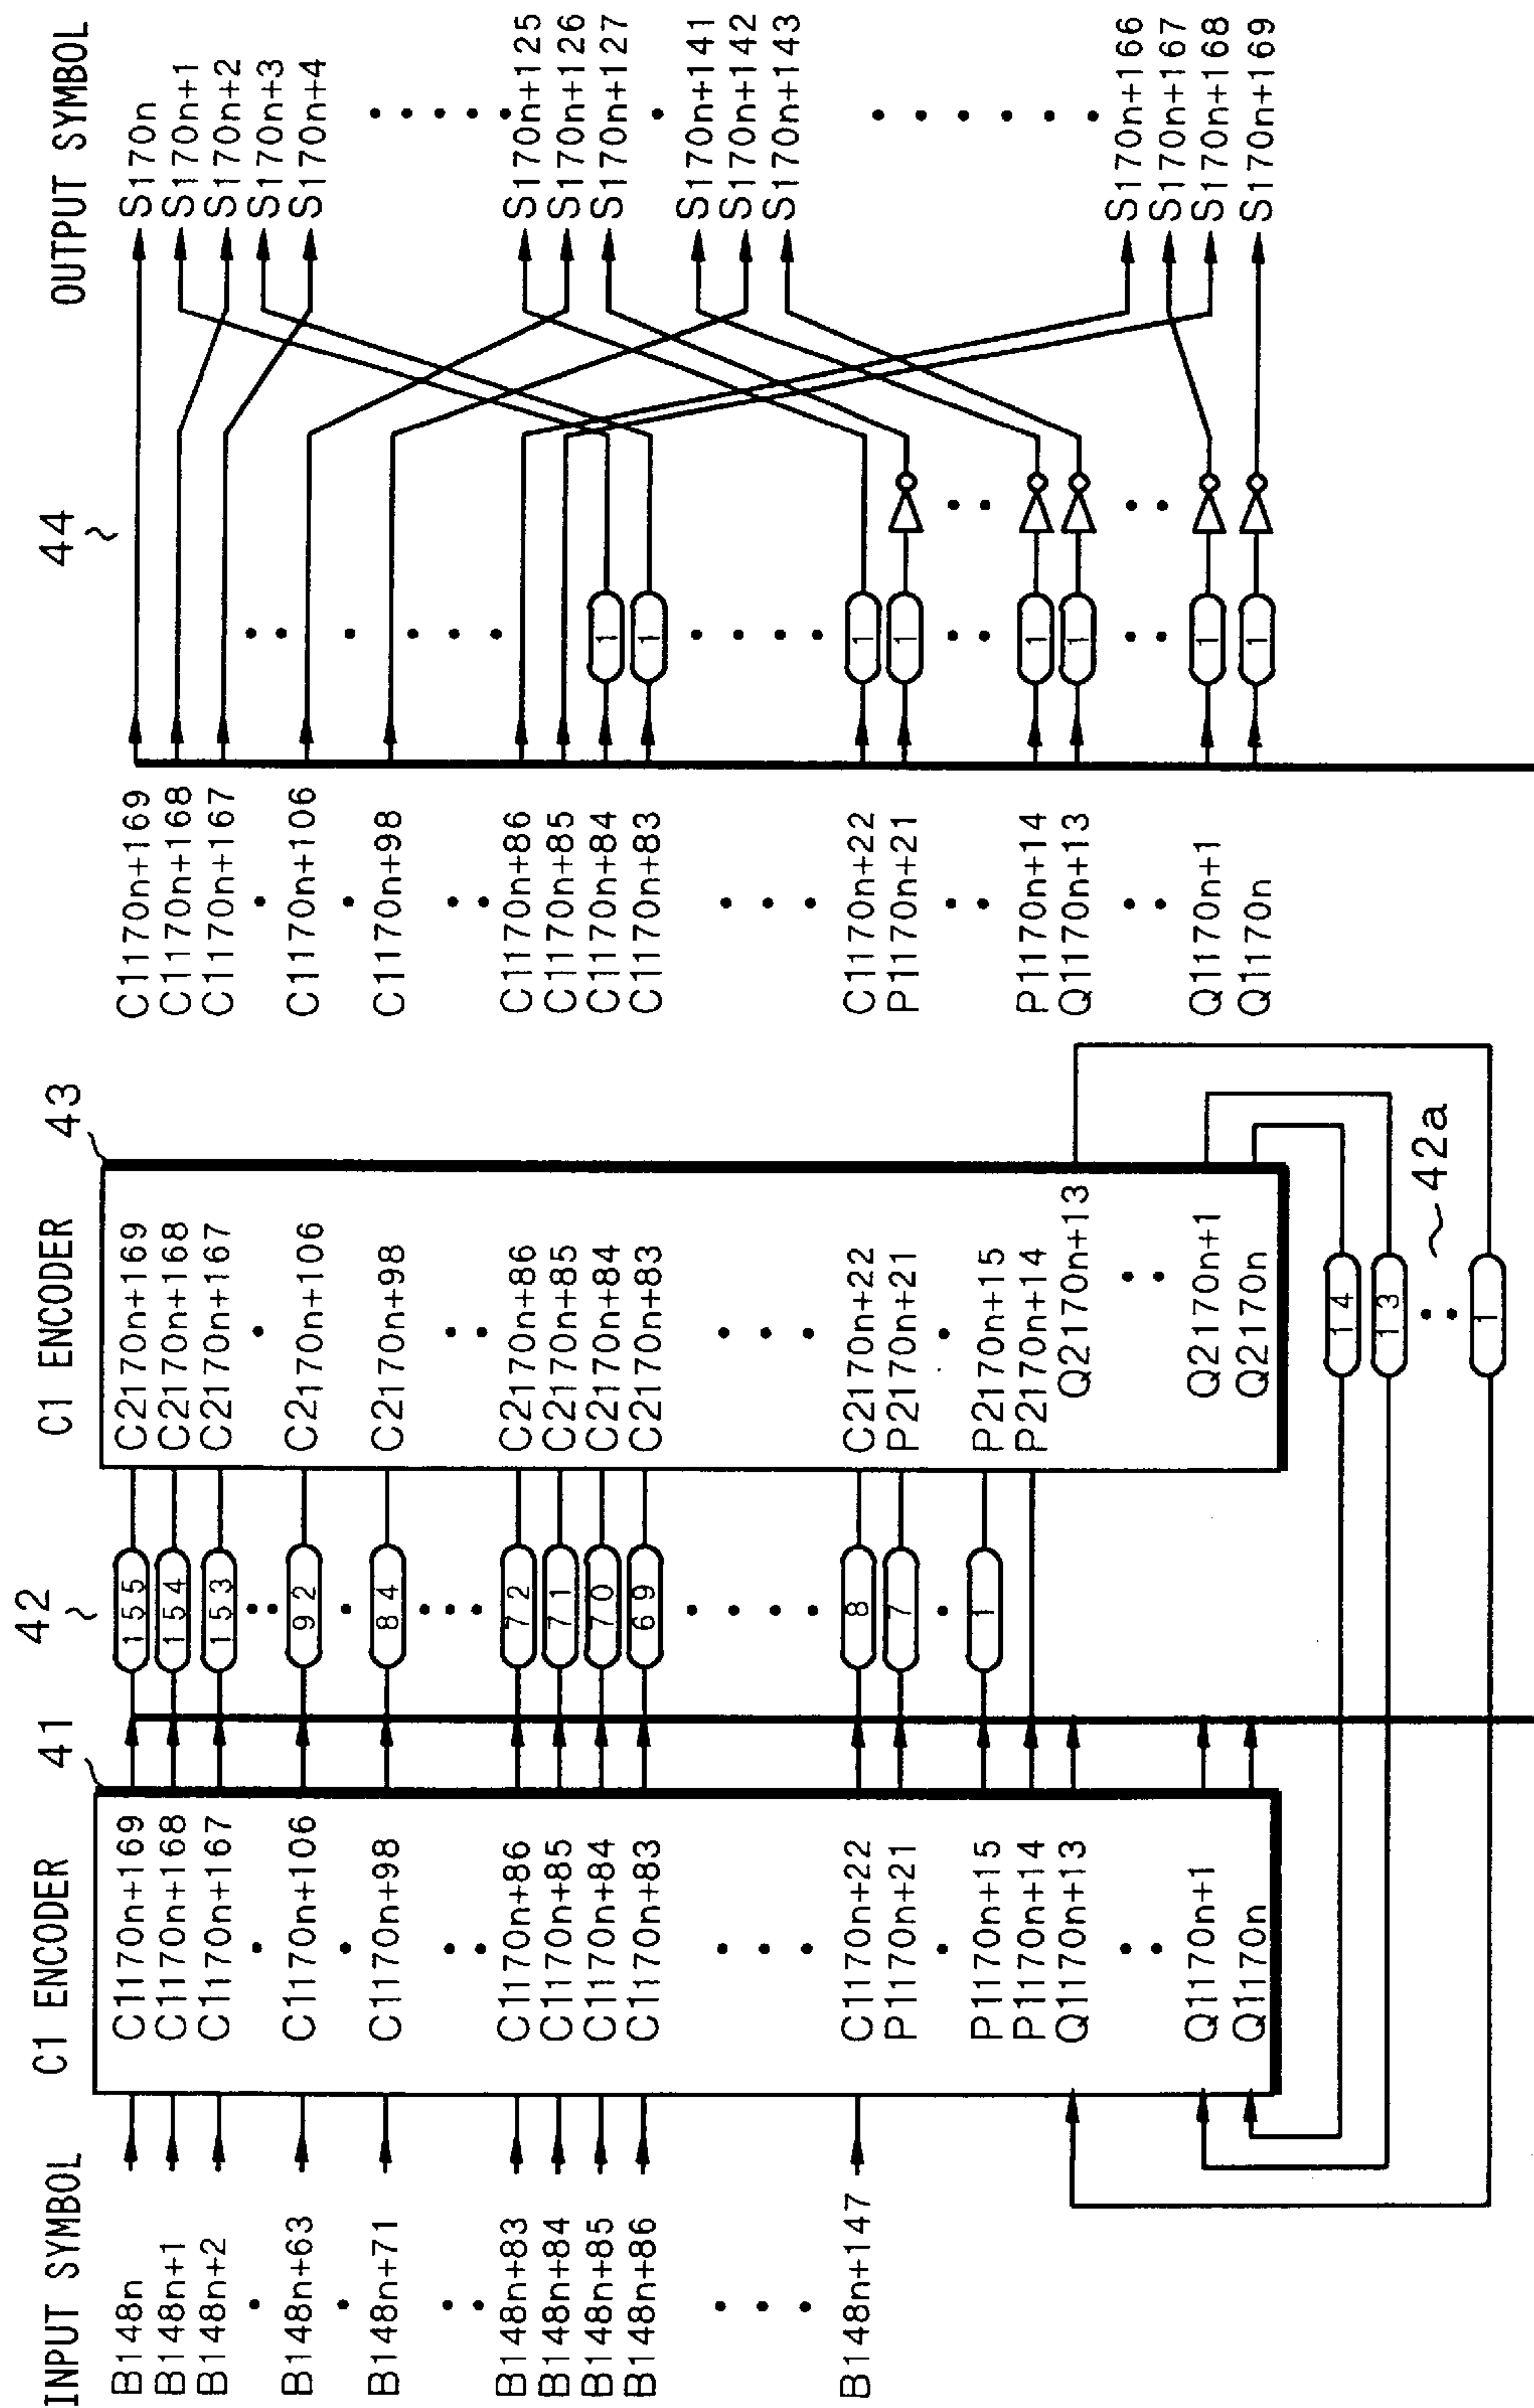 INPUT SYMBOL
B148n
B148n+1
B148n+2
B148n+63
B148n+71
B148n+83
B148n+84
B148n+85
B148n+86
B148n+147
C1 ENCODER
41
C1170n+169
C1170n+168
C1170n+167
C1170n+106
C1170n+98
C1170n+86
C1170n+85
C1170n+84
C1170n+83
C1170n+22
P1170n+21
P1170n+15
P1170n+14
Q1170n+13
Q1170n+1
Q1170n
42
155
154
153
92
84
72
71
70
69
8
7
1
C1 ENCODER
43
C2170n+169
C2170n+168
C2170n+167
C2170n+106
C2170n+98
C2170n+86
C2170n+85
C2170n+84
C2170n+83
C2170n+22
P2170n+21
P2170n+15
P2170n+14
Q2170n+13
Q2170n+1
Q2170n
14
13
1
42a
C1170n+169
C1170n+168
C1170n+167
C1170n+106
C1170n+98
C1170n+86
C1170n+85
C1170n+84
C1170n+83
C1170n+22
P1170n+21
P1170n+14
Q1170n+13
Q1170n+1
Q1170n
44
1
1
1
1
1
1
1
1
OUTPUT SYMBOL
S170n
S170n+1
S170n+2
S170n+3
S170n+4
S170n+125
S170n+126
S170n+127
S170n+141
S170n+142
S170n+143
S170n+166
S170n+167
S170n+168
S170n+169